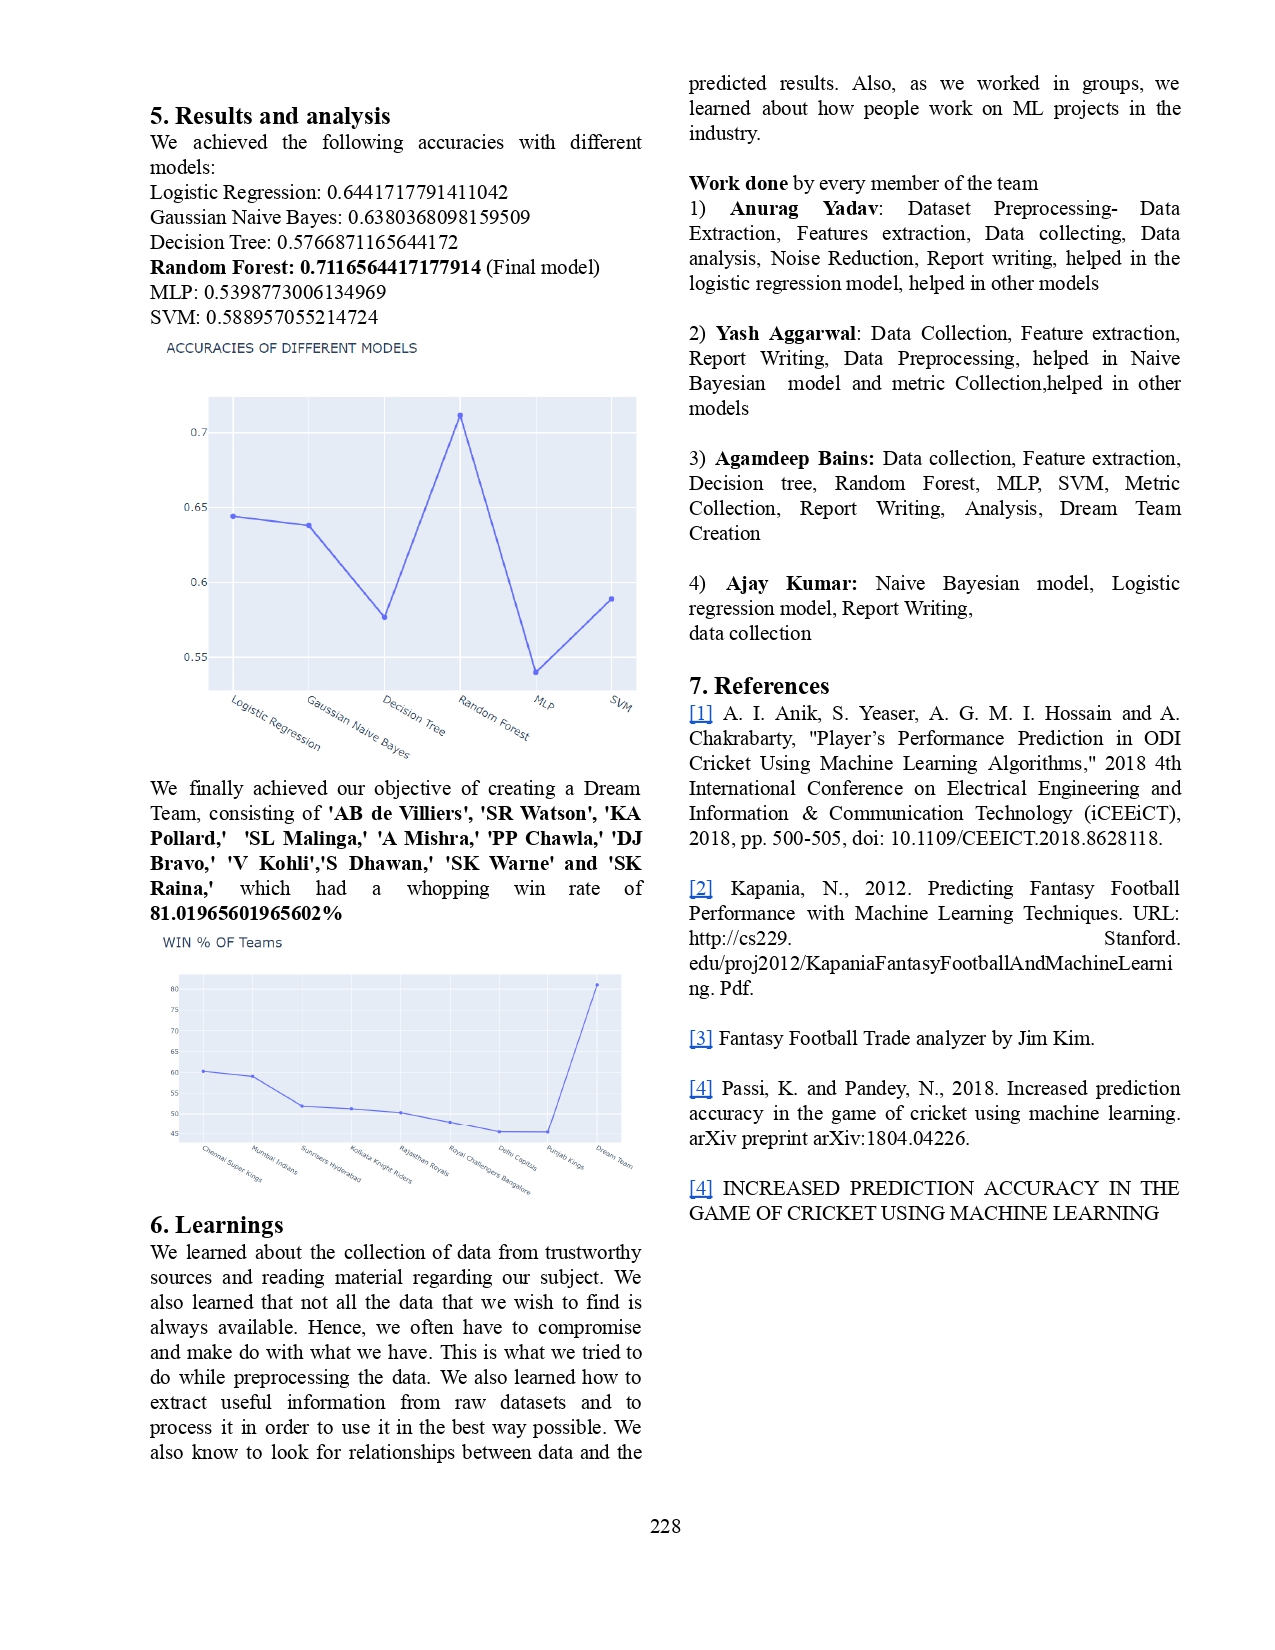 5. Results and analysis
We achieved the following accuracies with different
models:
Logistic Regression: 0.6441717791411042
Gaussian Naive Bayes: 0.6380368098159509
Decision Tree: 0.5766871165644172
Random Forest: 0.7116564417177914 (Final model)
MLP: 0.5398773006134969
SVM: 0.588957055214724
ACCURACIES OF DIFFERENT MODELS
0.7
0.65
0.6
0.55
Logistic Regression
Gaussian Naive Bayes
Decision Tree
Random Forest
MLP
SVM
We finally achieved our objective of creating a Dream
Team, consisting of 'AB de Villiers', 'SR Watson', 'KA
Pollard,' 'SL Malinga,' 'A Mishra,' 'PP Chawla,' 'DJ
Bravo,' 'V Kohli','S Dhawan,' 'SK Warne' and 'SK
Raina,' which had a whopping win rate of
81.01965601965602%
WIN % OF Teams
80
75
70
65
60
55
50
45
Chennai Super Kings
Mumbai Indians
Sunrisers Hyderabad
Kolkata Knight Riders
Rajasthan Royals
Royal Challengers Bangalore
Delhi Capitals
Punjab Kings
Dream Team
6. Learnings
We learned about the collection of data from trustworthy
sources and reading material regarding our subject. We
also learned that not all the data that we wish to find is
always available. Hence, we often have to compromise
and make do with what we have. This is what we tried to
do while preprocessing the data. We also learned how to
extract useful information from raw datasets and to
process it in order to use it in the best way possible. We
also know to look for relationships between data and the
predicted results. Also, as we worked in groups, we
learned about how people work on ML projects in the
industry.
Work done by every member of the team
1) Anurag Yadav: Dataset Preprocessing- Data
Extraction, Features extraction, Data collecting, Data
analysis, Noise Reduction, Report writing, helped in the
logistic regression model, helped in other models
2) Yash Aggarwal: Data Collection, Feature extraction,
Report Writing, Data Preprocessing, helped in Naive
Bayesian model and metric Collection,helped in other
models
3) Agamdeep Bains: Data collection, Feature extraction,
Decision tree, Random Forest, MLP, SVM, Metric
Collection, Report Writing, Analysis, Dream Team
Creation
4) Ajay Kumar: Naive Bayesian model, Logistic
regression model, Report Writing,
data collection
7. References
[1] A. I. Anik, S. Yeaser, A. G. M. I. Hossain and A.
Chakrabarty, "Player’s Performance Prediction in ODI
Cricket Using Machine Learning Algorithms," 2018 4th
International Conference on Electrical Engineering and
Information & Communication Technology (iCEEiCT),
2018, pp. 500-505, doi: 10.1109/CEEICT.2018.8628118.
[2] Kapania, N., 2012. Predicting Fantasy Football
Performance with Machine Learning Techniques. URL:
http://cs229. Stanford.
edu/proj2012/KapaniaFantasyFootballAndMachineLearni
ng. Pdf.
[3] Fantasy Football Trade analyzer by Jim Kim.
[4] Passi, K. and Pandey, N., 2018. Increased prediction
accuracy in the game of cricket using machine learning.
arXiv preprint arXiv:1804.04226.
[4] INCREASED PREDICTION ACCURACY IN THE
GAME OF CRICKET USING MACHINE LEARNING
228